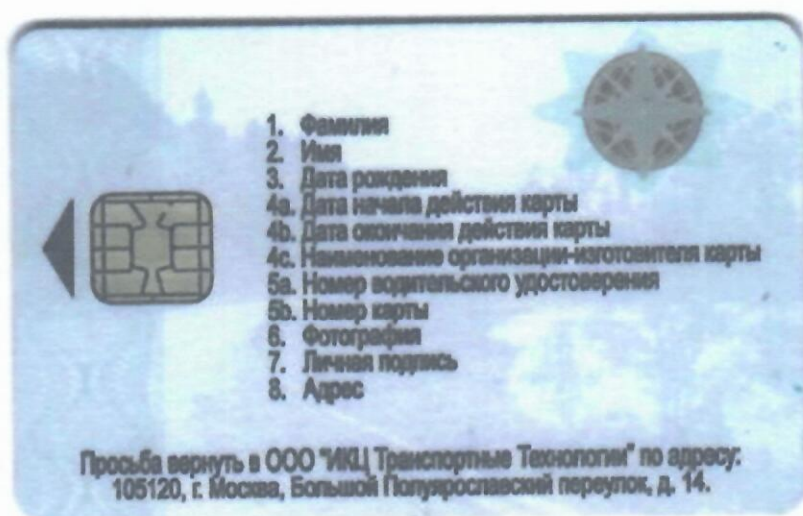 1. Фамилия
2. Имя
3. Дата рождения
4a. Дата начала действия карты
4b. Дата окончания действия карты
4c. Наименование организации-изготовителя карты
5a. Номер водительского удостоверения
5b. Номер карты
6. Фотография
7. Личная подпись
8. Адрес
Просьба вернуть в ООО "ИКЦ Транспортные Технологии" по адресу:
105120, г. Москва, Большой Полуярославский переулок, д. 14.